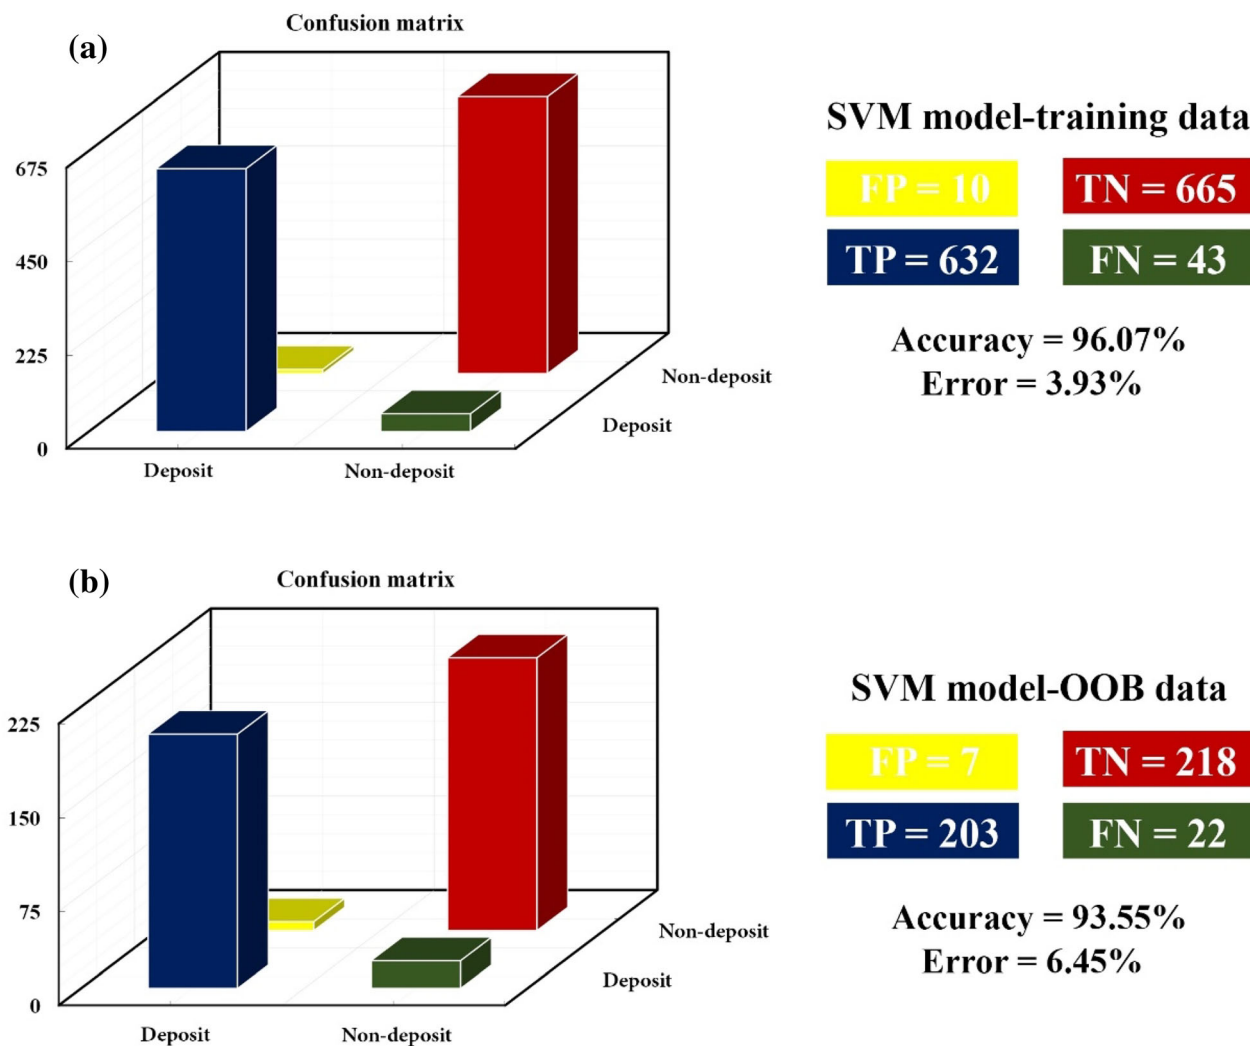 Confusion matrix
(a)
675
450
225
0
Deposit
Non-deposit
Deposit
Non-deposit
SVM model-training data
FP = 10
TN = 665
TP = 632
FN = 43
Accuracy = 96.07%
Error = 3.93%
Confusion matrix
(b)
225
150
75
0
Deposit
Non-deposit
Deposit
Non-deposit
SVM model-OOB data
FP = 7
TN = 218
TP = 203
FN = 22
Accuracy = 93.55%
Error = 6.45%